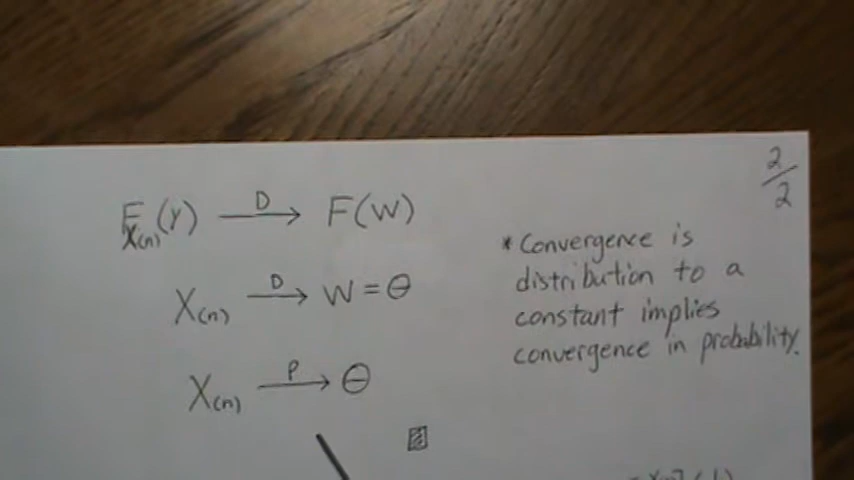 2/2
F_X(n)(Y) —D→ F(W)
X(n) —D→ W = θ
X(n) —P→ θ
* Convergence is
distribution to a
constant implies
convergence in probability.